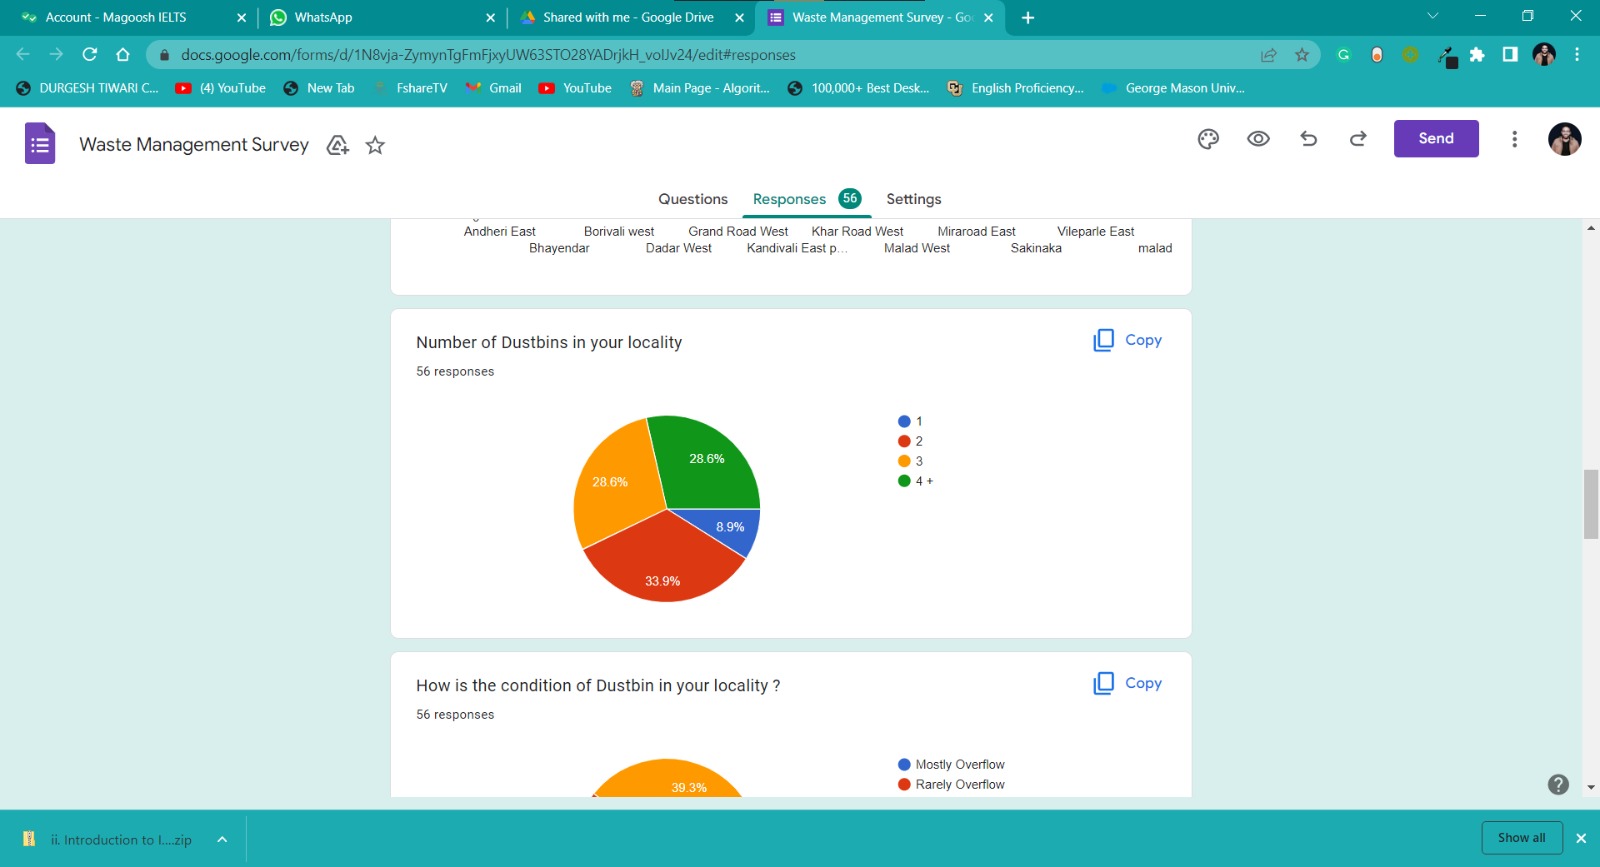 Account - Magoosh IELTS
WhatsApp
Shared with me - Google Drive
Waste Management Survey - Goo
docs.google.com/forms/d/1N8vja-ZymynTgFmFjxyUW63STO28YADrjkH_volJv24/edit#responses
DURGESH TIWARI C...
(4) YouTube
New Tab
FshareTV
Gmail
YouTube
Main Page - Algorit...
100,000+ Best Desk...
English Proficiency...
George Mason Univ...
Waste Management Survey
Send
Questions
Responses 56
Settings
Andheri East Borivali west Grand Road West Khar Road West Miraroad East Vileparle East
Bhayendar Dadar West Kandivali East p... Malad West Sakinaka malad
Number of Dustbins in your locality
Copy
56 responses
1
2
3
4 +
28.6%
28.6%
8.9%
33.9%
How is the condition of Dustbin in your locality ?
Copy
56 responses
Mostly Overflow
Rarely Overflow
39.3%
ii. Introduction to I....zip
Show all